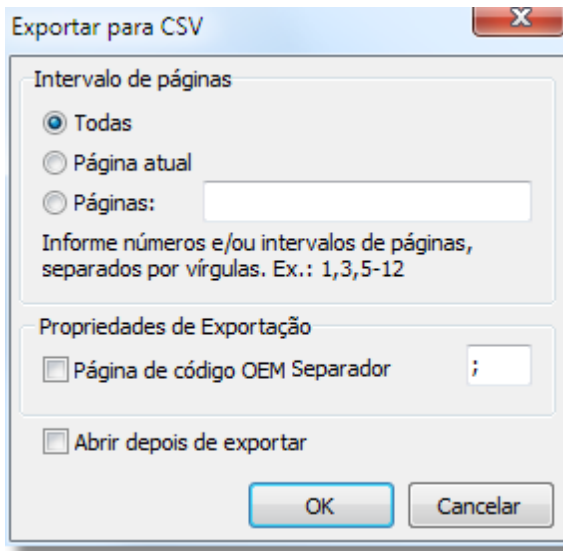 Exportar para CSV
Intervalo de páginas
Todas
Página atual
Páginas:
Informe números e/ou intervalos de páginas,
separados por vírgulas. Ex.: 1,3,5-12
Propriedades de Exportação
Página de código OEM Separador ;
Abrir depois de exportar
OK Cancelar